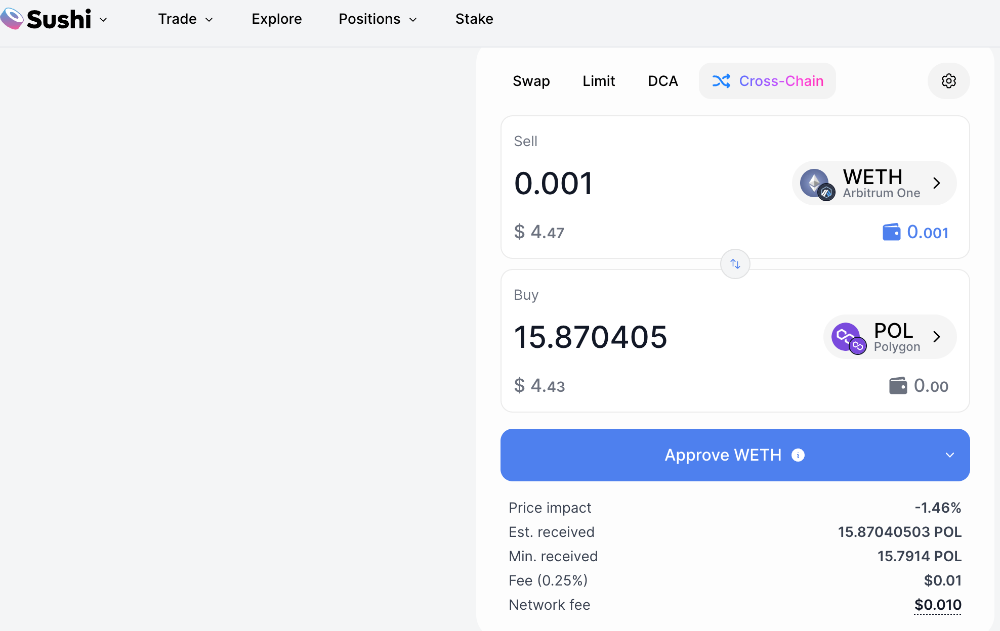 Sushi Trade Explore Positions Stake
Swap Limit DCA Cross-Chain
Sell
0.001 WETH
Arbitrum One
$ 4.47 0.001
Buy
15.870405 POL
Polygon
$ 4.43 0.00
Approve WETH
Price impact -1.46%
Est. received 15.87040503 POL
Min. received 15.7914 POL
Fee (0.25%) $0.01
Network fee $0.010